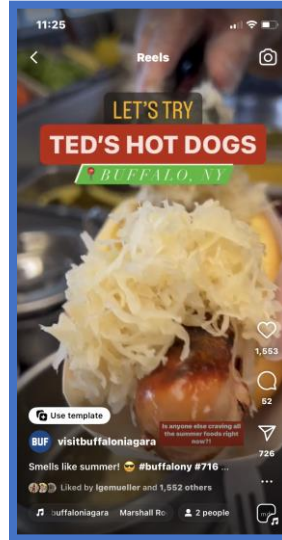 11:25
Reels
LET'S TRY
TED'S HOT DOGS
BUFFALO, NY
1,553
52
Use template
Is anyone else craving all
the summer foods right
now?!
BUF visitbuffaloniagara
726
Smells like summer! 😎 #buffalony #716 ...
Liked by lgemueller and 1,552 others
buffaloniagara Marshall Ro 2 people